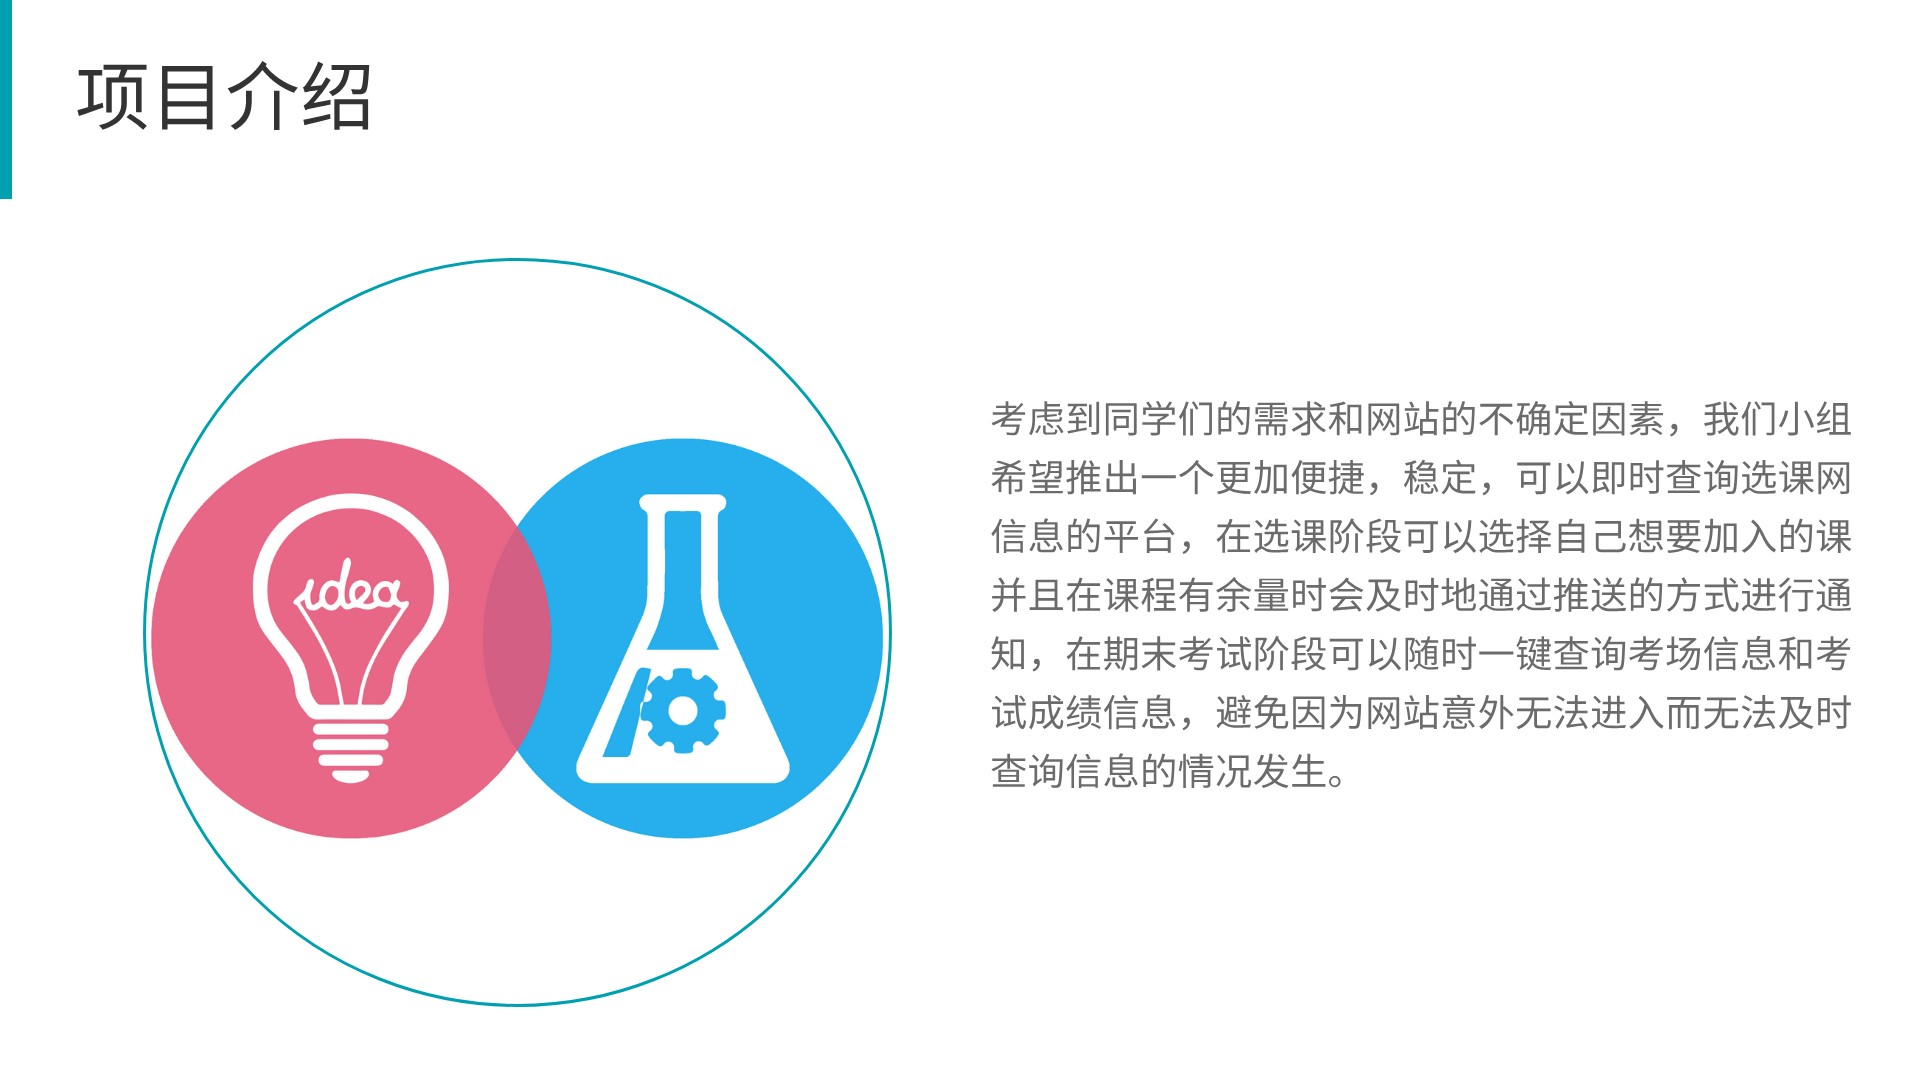 项目介绍
idea
考虑到同学们的需求和网站的不确定因素，我们小组
希望推出一个更加便捷，稳定，可以即时查询选课网
信息的平台，在选课阶段可以选择自己想要加入的课
并且在课程有余量时会及时地通过推送的方式进行通
知，在期末考试阶段可以随时一键查询考场信息和考
试成绩信息，避免因为网站意外无法进入而无法及时
查询信息的情况发生。